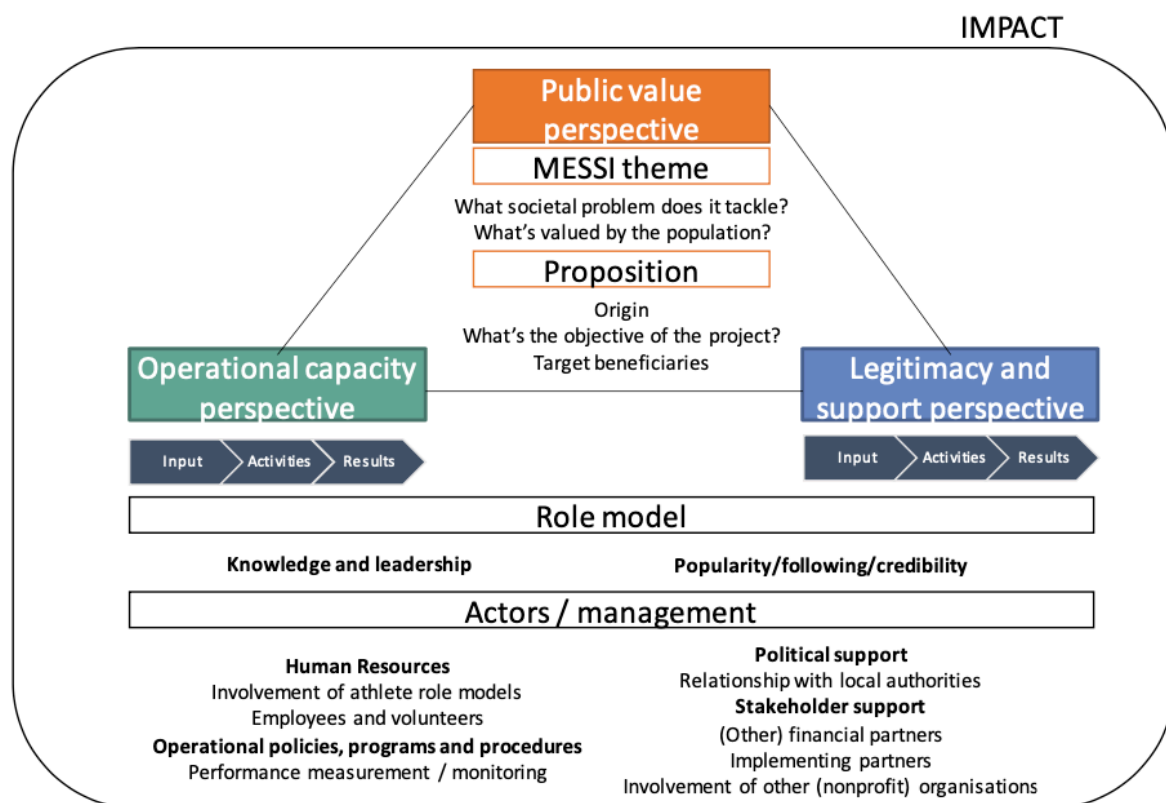 IMPACT
Public value
perspective
MESSI theme
What societal problem does it tackle?
What's valued by the population?
Proposition
Origin
What's the objective of the project?
Target beneficiaries
Operational capacity
perspective
Legitimacy and
support perspective
Input Activities Results
Input Activities Results
Role model
Knowledge and leadership
Popularity/following/credibility
Actors / management
Human Resources
Involvement of athlete role models
Employees and volunteers
Operational policies, programs and procedures
Performance measurement / monitoring
Political support
Relationship with local authorities
Stakeholder support
(Other) financial partners
Implementing partners
Involvement of other (nonprofit) organisations